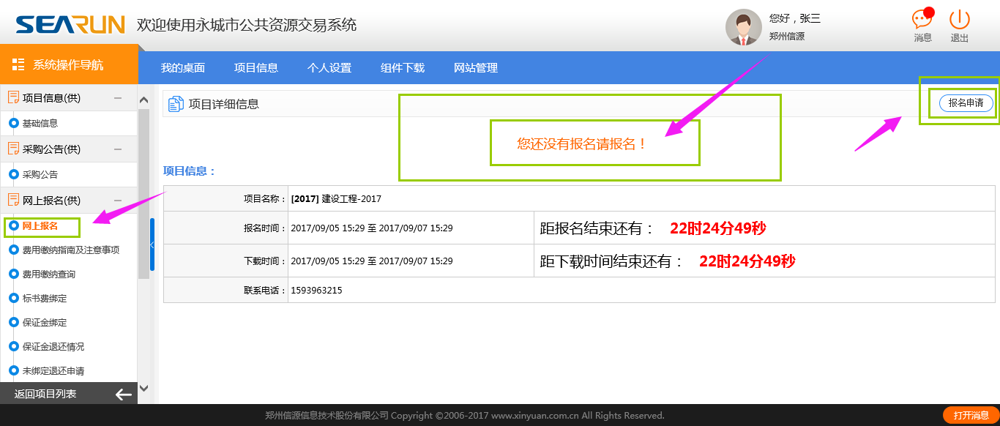 SEARUN 欢迎使用永城市公共资源交易系统
您好，张三
郑州信源
消息
退出
系统操作导航
我的桌面 项目信息 个人设置 组件下载 网站管理
项目信息(供)
基础信息
采购公告(供)
采购公告
网上报名(供)
网上报名
费用缴纳指南及注意事项
费用缴纳查询
标书费绑定
保证金绑定
保证金退还情况
未绑定退还申请
返回项目列表
项目详细信息
报名申请
您还没有报名请报名！
项目信息：
项目名称： [2017] 建设工程-2017
报名时间： 2017/09/05 15:29 至 2017/09/07 15:29 距报名结束还有： 22时24分49秒
下载时间： 2017/09/05 15:29 至 2017/09/07 15:29 距下载时间结束还有： 22时24分49秒
联系电话： 1593963215
郑州信源信息技术股份有限公司 Copyright ©2006-2017 www.xinyuan.com.cn All Rights Reserved.
打开消息